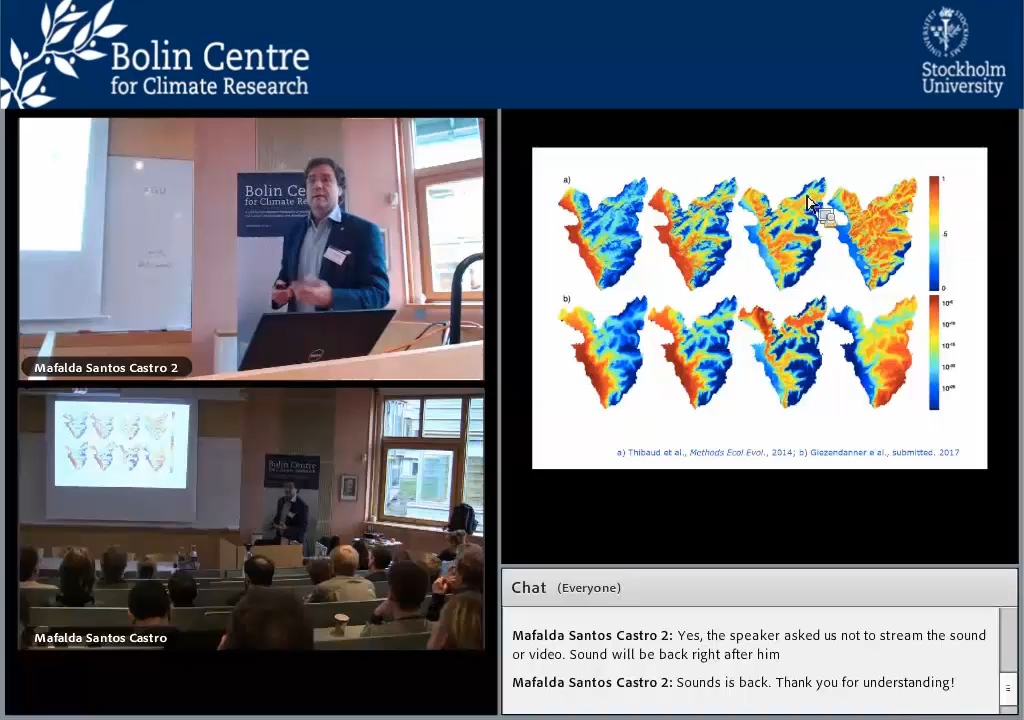 Bolin Centre
for Climate Research
Stockholm
University
Bolin Ce
for Climate Re
Mafalda Santos Castro 2
Bolin Centre
Mafalda Santos Castro
a)
1
.5
0
b)
a) Thibaud et al., Methods Ecol Evol., 2014; b) Giezendanner e al., submitted. 2017
Chat (Everyone)
Mafalda Santos Castro 2: Yes, the speaker asked us not to stream the sound
or video. Sound will be back right after him
Mafalda Santos Castro 2: Sounds is back. Thank you for understanding!